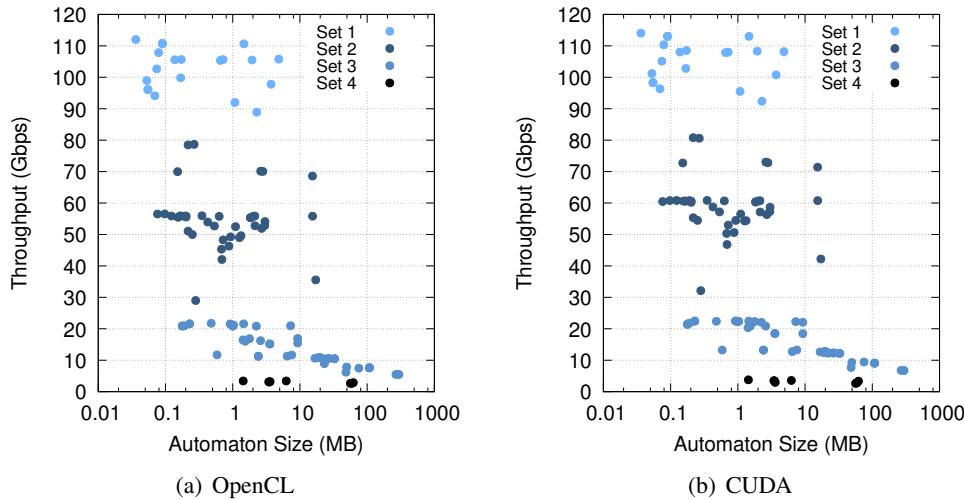 120
110
100
90
80
70
60
50
40
30
20
10
0
Throughput (Gbps)
Set 1
Set 2
Set 3
Set 4
0.01 0.1 1 10 100 1000
Automaton Size (MB)
(a) OpenCL
120
110
100
90
80
70
60
50
40
30
20
10
0
Throughput (Gbps)
Set 1
Set 2
Set 3
Set 4
0.01 0.1 1 10 100 1000
Automaton Size (MB)
(b) CUDA